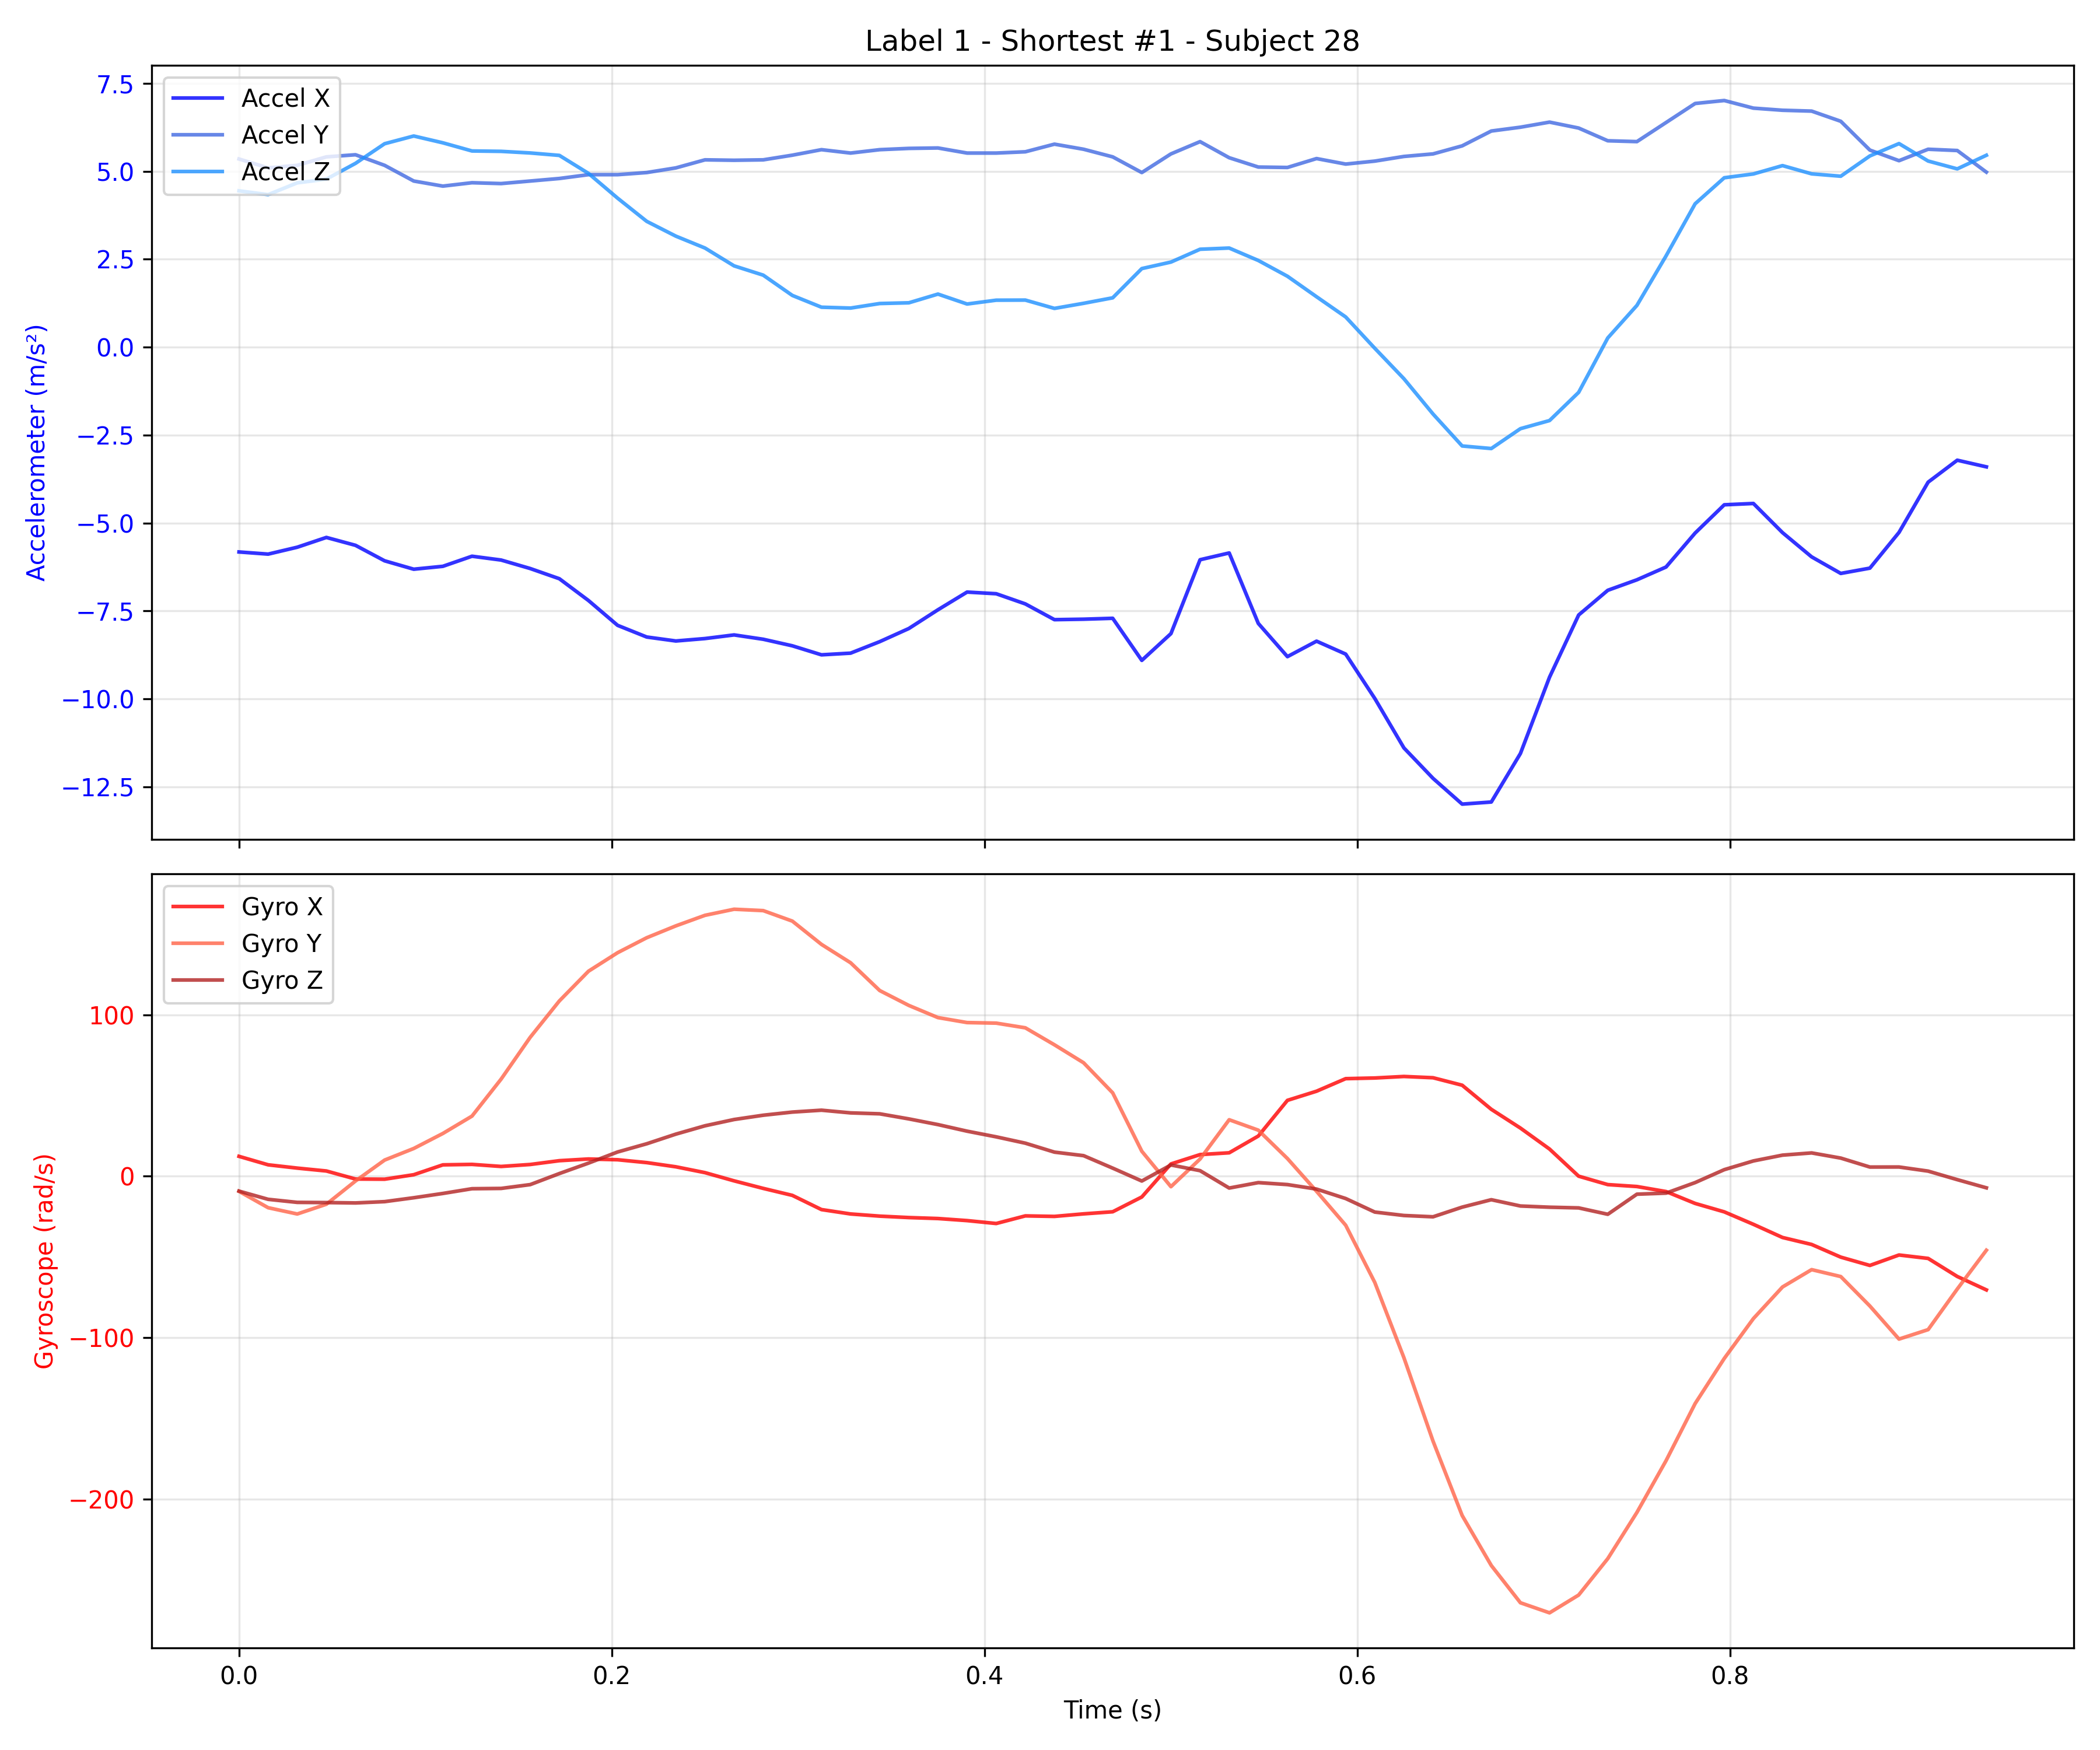 Label 1 - Shortest #1 - Subject 28
Accel X
Accel Y
Accel Z
7.5
5.0
2.5
0.0
−2.5
−5.0
−7.5
−10.0
−12.5
Accelerometer (m/s²)
Gyro X
Gyro Y
Gyro Z
100
0
−100
−200
Gyroscope (rad/s)
0.0 0.2 0.4 0.6 0.8
Time (s)